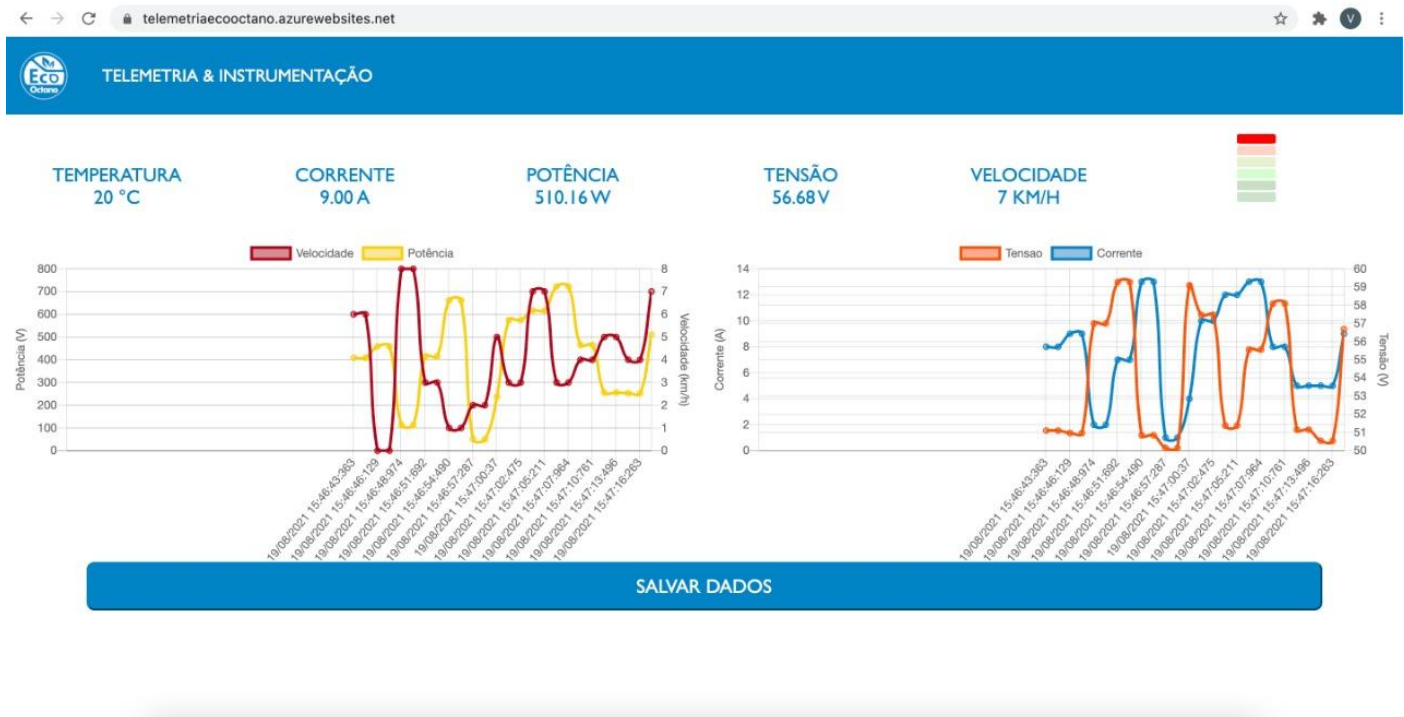 telemetriaecooctano.azurewebsites.net
V
Eco
Octano
TELEMETRIA & INSTRUMENTAÇÃO
TEMPERATURA
20 °C
CORRENTE
9.00 A
POTÊNCIA
510.16 W
TENSÃO
56.68 V
VELOCIDADE
7 KM/H
Velocidade Potência
Potência (V)
800
700
600
500
400
300
200
100
0
8
7
6
5
4
3
2
1
0
Velocidade (km/h)
19/08/2021 15:46:43:363
19/08/2021 15:46:46:129
19/08/2021 15:46:48:974
19/08/2021 15:46:51:692
19/08/2021 15:46:54:490
19/08/2021 15:46:57:287
19/08/2021 15:47:00:37
19/08/2021 15:47:02:475
19/08/2021 15:47:05:211
19/08/2021 15:47:07:964
19/08/2021 15:47:10:761
19/08/2021 15:47:13:496
19/08/2021 15:47:16:263
Tensao Corrente
Corrente (A)
14
12
10
8
6
4
2
0
60
59
58
57
56
55
54
53
52
51
50
Tensão (V)
19/08/2021 15:46:43:363
19/08/2021 15:46:46:129
19/08/2021 15:46:48:974
19/08/2021 15:46:51:692
19/08/2021 15:46:54:490
19/08/2021 15:46:57:287
19/08/2021 15:47:00:37
19/08/2021 15:47:02:475
19/08/2021 15:47:05:211
19/08/2021 15:47:07:964
19/08/2021 15:47:10:761
19/08/2021 15:47:13:496
19/08/2021 15:47:16:263
SALVAR DADOS